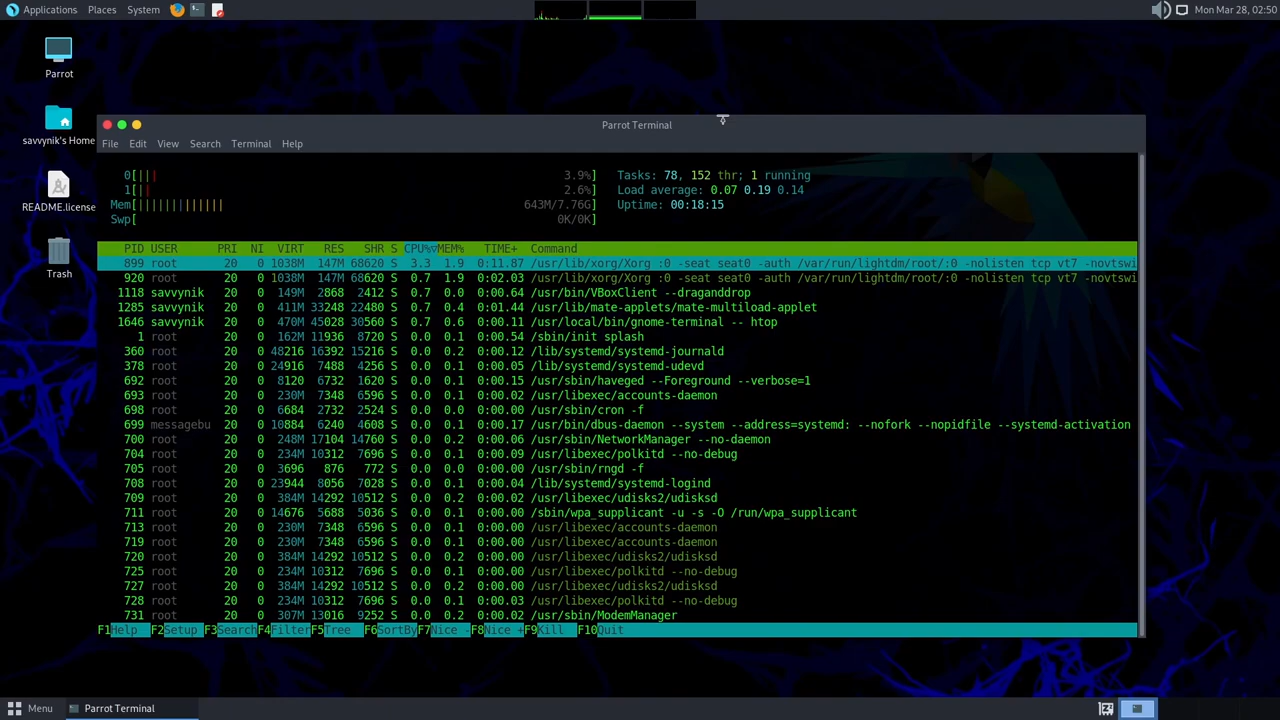 Applications Places System Mon Mar 28, 02:50
Parrot
savvynik's Home
README.license
Trash
Parrot Terminal
File Edit View Search Terminal Help
0[||| 3.9%] Tasks: 78, 152 thr; 1 running
1[|| 2.6%] Load average: 0.07 0.19 0.14
Mem[||||||||||||| 643M/7.76G] Uptime: 00:18:15
Swp[ 0K/0K]
PID USER PRI NI VIRT RES SHR S CPU%▽MEM% TIME+ Command
899 root 20 0 1038M 147M 68620 S 3.3 1.9 0:11.87 /usr/lib/xorg/Xorg :0 -seat seat0 -auth /var/run/lightdm/root/:0 -nolisten tcp vt7 -novtswi
920 root 20 0 1038M 147M 68620 S 0.7 1.9 0:02.03 /usr/lib/xorg/Xorg :0 -seat seat0 -auth /var/run/lightdm/root/:0 -nolisten tcp vt7 -novtswi
1118 savvynik 20 0 149M 2868 2412 S 0.7 0.0 0:00.64 /usr/bin/VBoxClient --draganddrop
1285 savvynik 20 0 411M 33248 22480 S 0.7 0.4 0:01.44 /usr/lib/mate-applets/mate-multiload-applet
1646 savvynik 20 0 470M 45028 30560 S 0.7 0.6 0:00.11 /usr/local/bin/gnome-terminal -- htop
1 root 20 0 162M 11936 8720 S 0.0 0.1 0:00.54 /sbin/init splash
360 root 20 0 48216 16392 15216 S 0.0 0.2 0:00.12 /lib/systemd/systemd-journald
378 root 20 0 24916 7488 4256 S 0.0 0.1 0:00.05 /lib/systemd/systemd-udevd
692 root 20 0 8120 6732 1620 S 0.0 0.1 0:00.15 /usr/sbin/haveged --Foreground --verbose=1
693 root 20 0 230M 7348 6596 S 0.0 0.1 0:00.02 /usr/libexec/accounts-daemon
698 root 20 0 6684 2732 2524 S 0.0 0.0 0:00.02 /usr/sbin/cron -f
699 messagebu 20 0 10884 6240 4608 S 0.0 0.1 0:00.17 /usr/bin/dbus-daemon --system --address=systemd: --nofork --nopidfile --systemd-activation
700 root 20 0 248M 17104 14760 S 0.0 0.2 0:00.06 /usr/sbin/NetworkManager --no-daemon
704 root 20 0 234M 10312 7696 S 0.0 0.1 0:00.09 /usr/libexec/polkitd --no-debug
705 root 20 0 3696 876 772 S 0.0 0.0 0:00.02 /usr/sbin/rngd -f
708 root 20 0 23944 8056 7028 S 0.0 0.1 0:00.04 /lib/systemd/systemd-logind
709 root 20 0 384M 14292 10512 S 0.0 0.2 0:00.02 /usr/libexec/udisks2/udisksd
711 root 20 0 14676 5688 5036 S 0.0 0.1 0:00.02 /sbin/wpa_supplicant -u -s -O /run/wpa_supplicant
713 root 20 0 230M 7348 6596 S 0.0 0.1 0:00.02 /usr/libexec/accounts-daemon
719 root 20 0 230M 7348 6596 S 0.0 0.1 0:00.00 /usr/libexec/accounts-daemon
720 root 20 0 384M 14292 10512 S 0.0 0.2 0:00.00 /usr/libexec/udisks2/udisksd
725 root 20 0 234M 10312 7696 S 0.0 0.1 0:00.00 /usr/libexec/polkitd --no-debug
727 root 20 0 384M 14292 10512 S 0.0 0.2 0:00.00 /usr/libexec/udisks2/udisksd
728 root 20 0 234M 10312 7696 S 0.0 0.1 0:00.03 /usr/libexec/polkitd --no-debug
731 root 20 0 307M 13016 9252 S 0.0 0.2 0:00.02 /usr/sbin/ModemManager
F1Help F2Setup F3SearchF4FilterF5Tree F6SortByF7Nice -F8Nice +F9Kill F10Quit
Menu Parrot Terminal